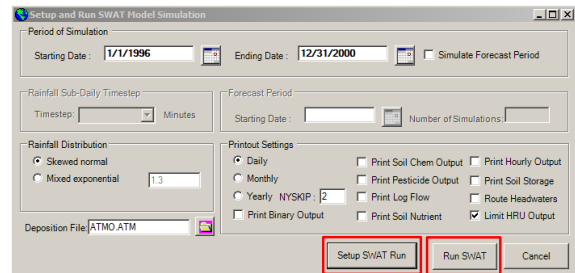 Setup and Run SWAT Model Simulation
Period of Simulation
Starting Date : 1/1/1996 Ending Date : 12/31/2000 Simulate Forecast Period
Rainfall Sub-Daily Timestep Forecast Period
Timestep: Minutes Starting Date : Number of Simulations:
Rainfall Distribution Printout Settings
Skewed normal Daily Print Soil Chem Output Print Hourly Output
Mixed exponential 1.3 Monthly Print Pesticide Output Print Soil Storage
Yearly NYSKIP : 2 Print Log Flow Route Headwaters
Print Binary Output Print Soil Nutrient Limit HRU Output
Deposition File: ATMO.ATM
Setup SWAT Run Run SWAT Cancel